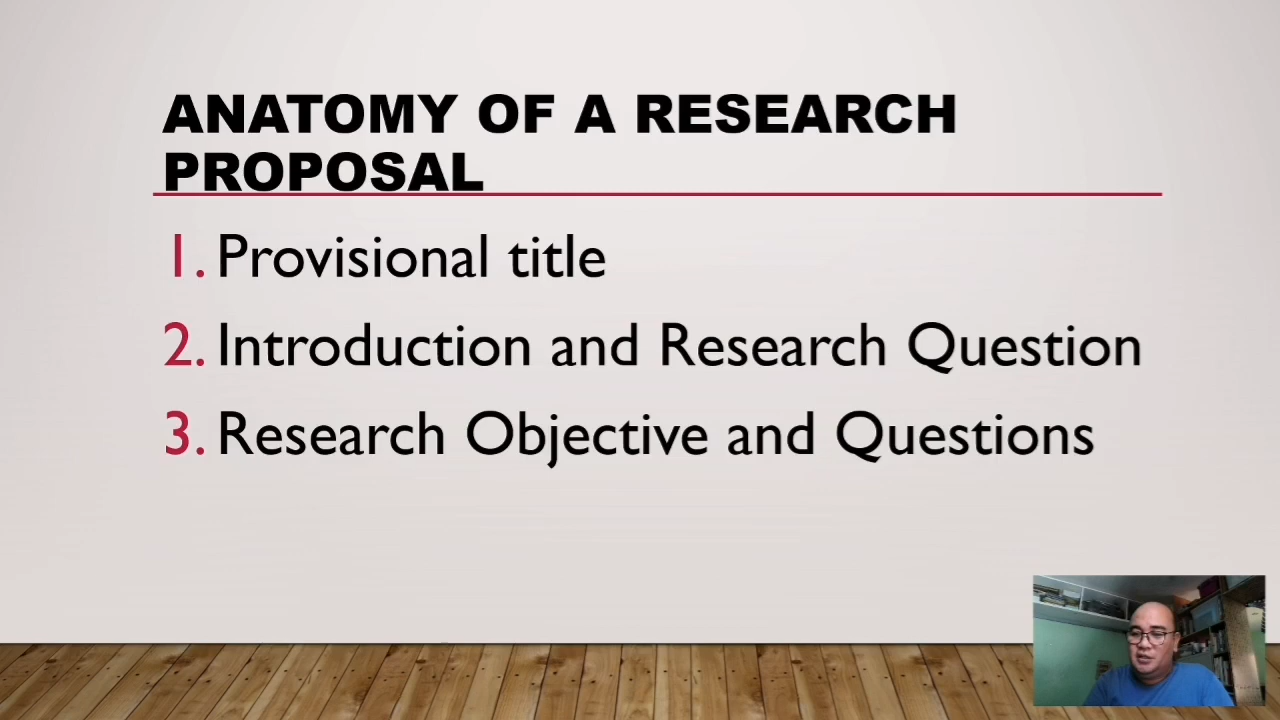 ANATOMY OF A RESEARCH
PROPOSAL
1. Provisional title
2. Introduction and Research Question
3. Research Objective and Questions